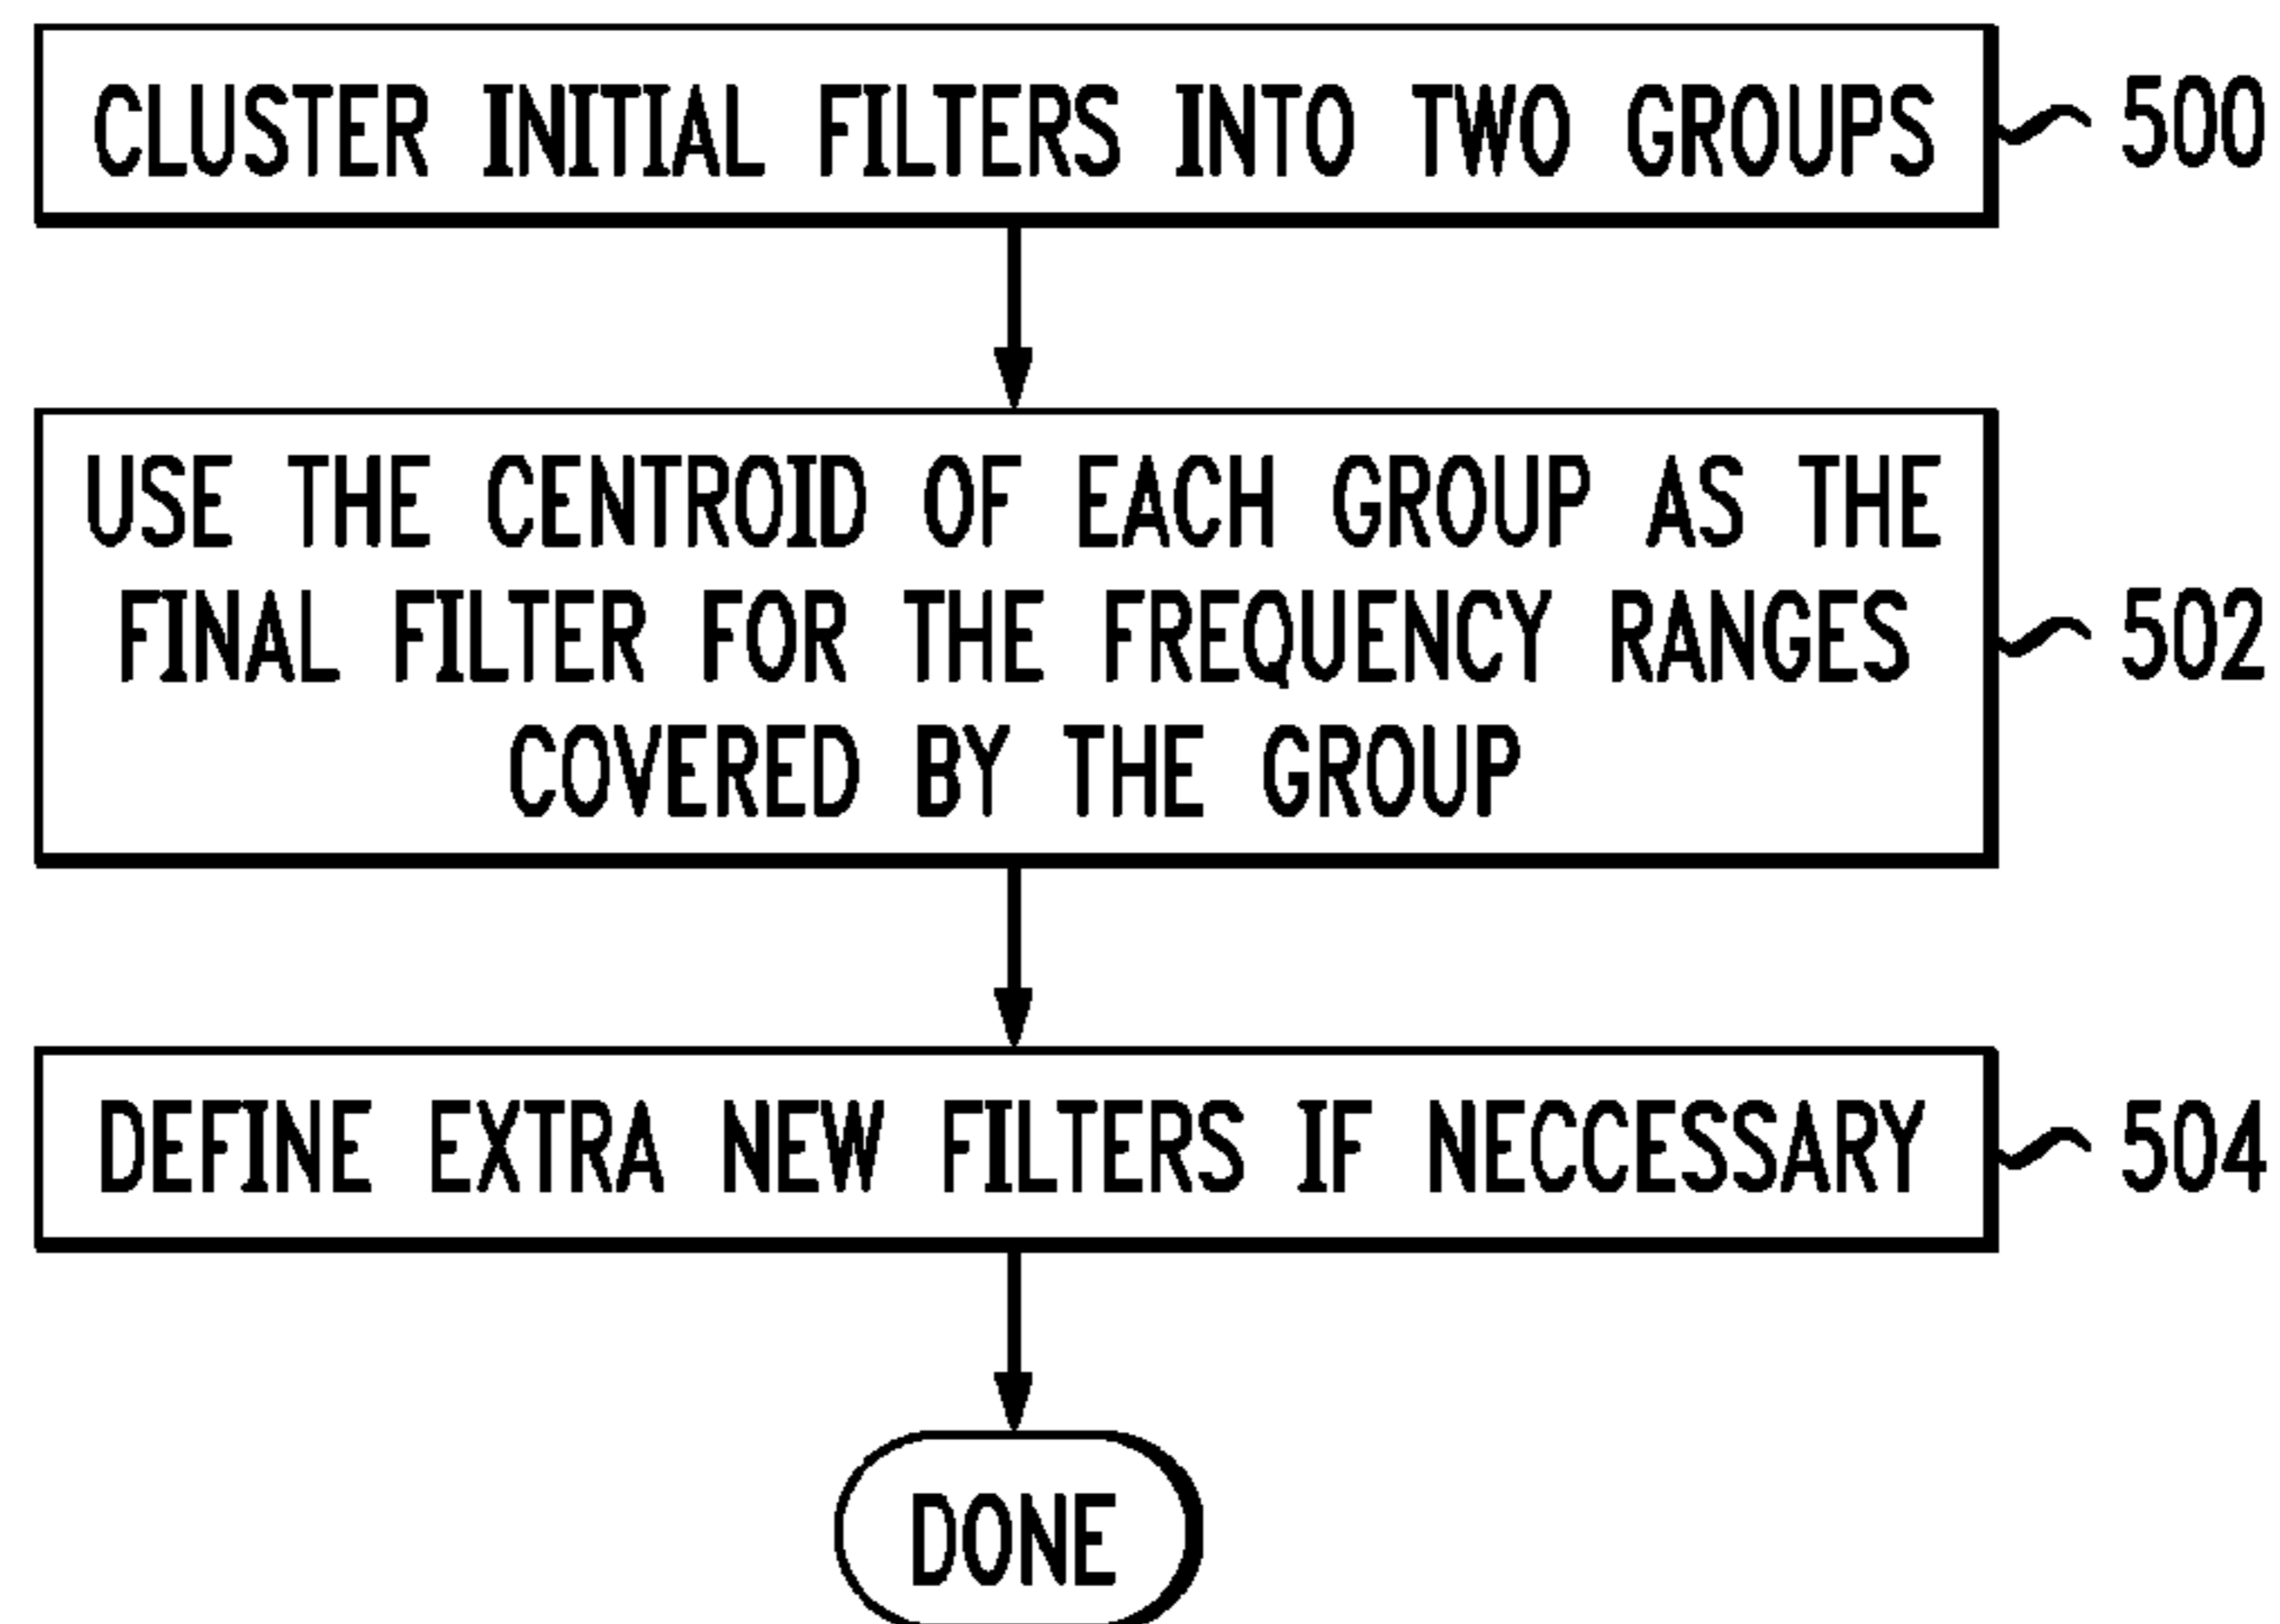 CLUSTER INITIAL FILTERS INTO TWO GROUPS
500
USE THE CENTROID OF EACH GROUP AS THE
FINAL FILTER FOR THE FREQUENCY RANGES
COVERED BY THE GROUP
502
DEFINE EXTRA NEW FILTERS IF NECCESSARY
504
DONE